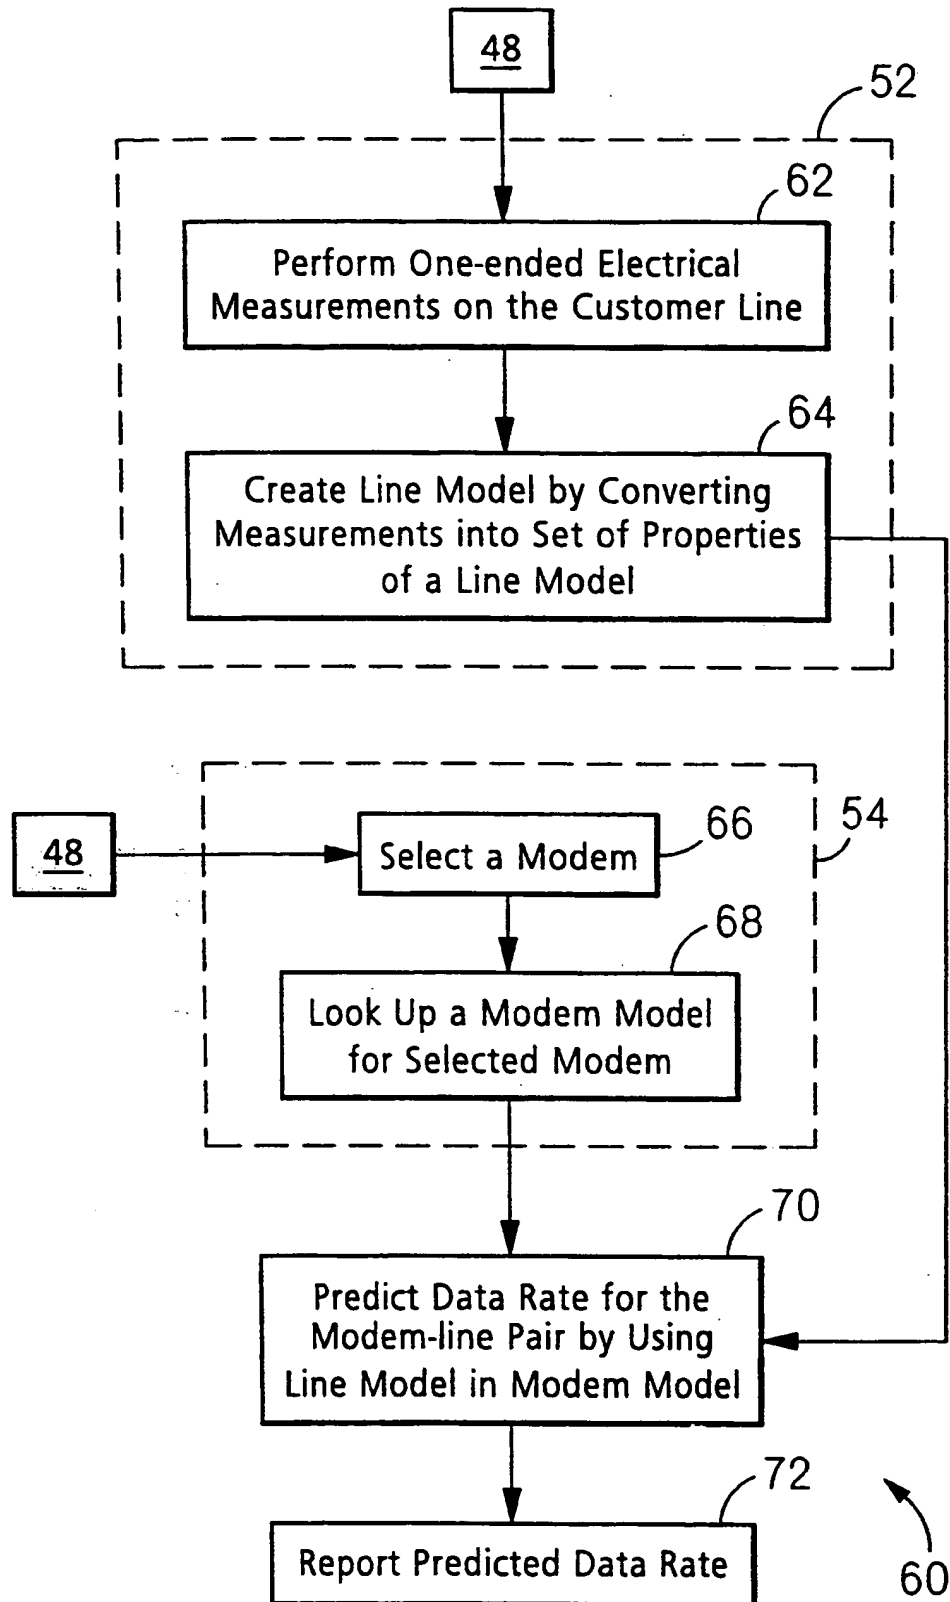 48
52
62
Perform One-ended Electrical
Measurements on the Customer Line
64
Create Line Model by Converting
Measurements into Set of Properties
of a Line Model
54
48
66
Select a Modem
68
Look Up a Modem Model
for Selected Modem
70
Predict Data Rate for the
Modem-line Pair by Using
Line Model in Modem Model
72
Report Predicted Data Rate
60